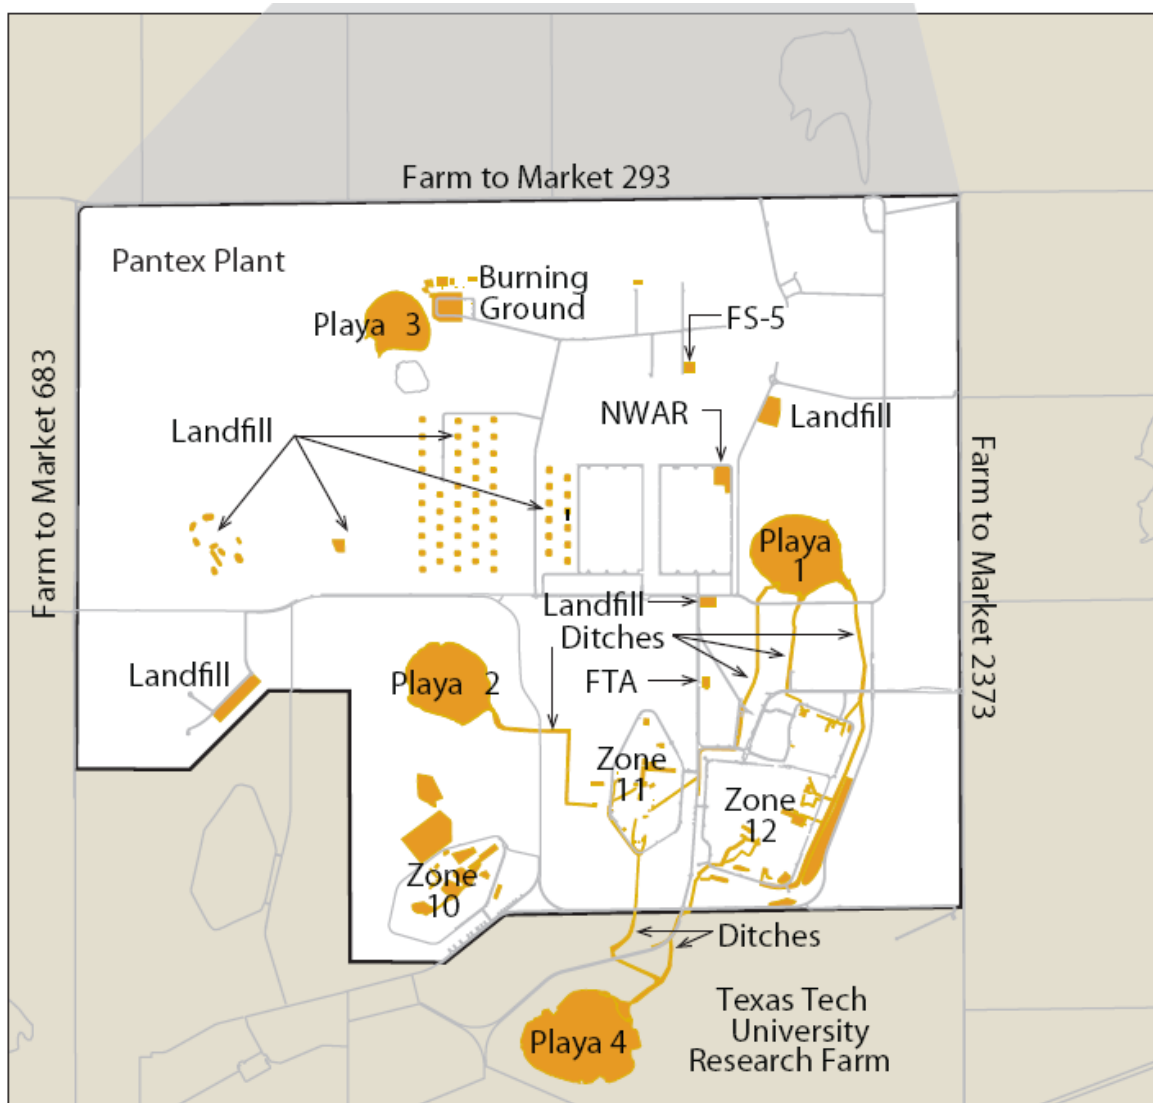 Farm to Market 293
Pantex Plant
Burning
Ground
Playa 3
FS-5
Farm to Market 683
Landfill
NWAR
Landfill
Farm to Market 2373
Playa
1
Landfill
Ditches
Landfill
Playa 2
FTA
Zone
11
Zone
12
Zone
10
Ditches
Texas Tech
University
Research Farm
Playa 4